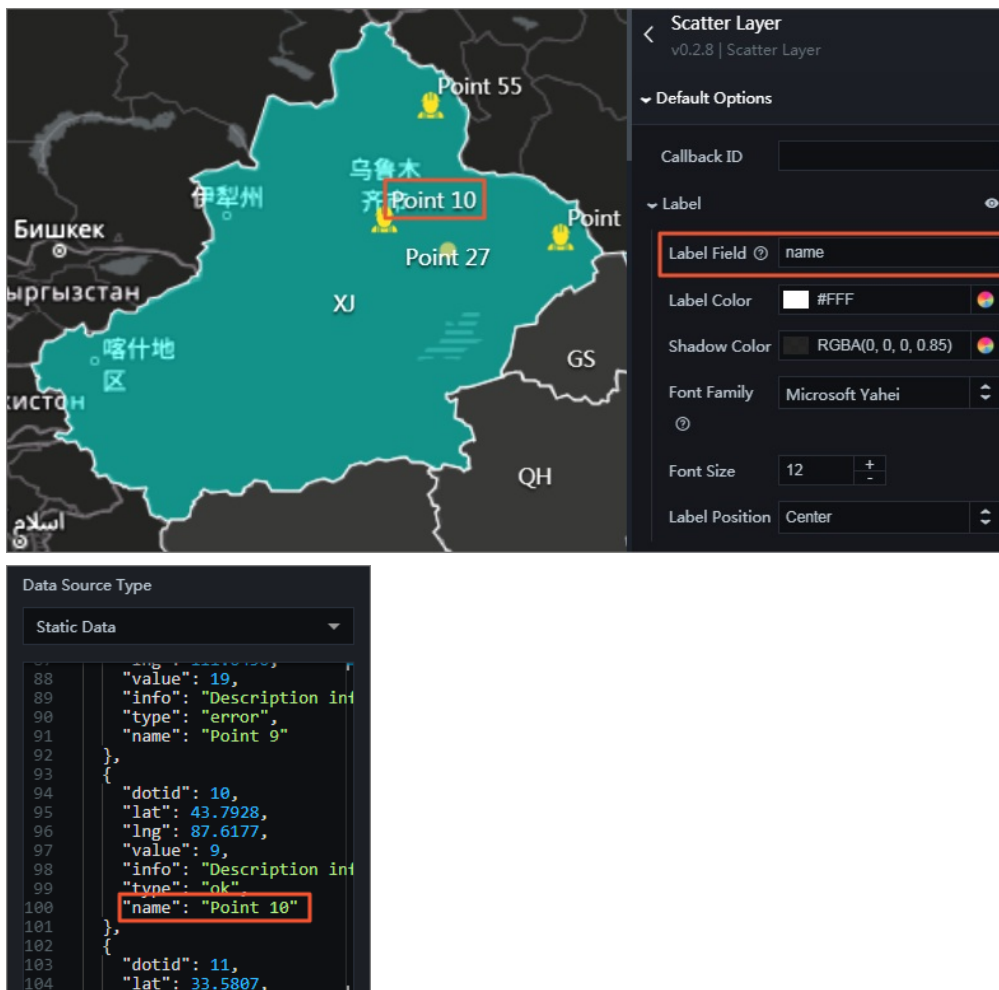 Point 55
乌鲁木
齐市
Point 10
伊犁州
Point
Бишкек
Point 27
ыргызстан
XJ
喀什地
区
GS
кистон
QH
اسلام
Scatter Layer
v0.2.8 | Scatter Layer
Default Options
Callback ID
Label
Label Field name
Label Color #FFF
Shadow Color RGBA(0, 0, 0, 0.85)
Font Family Microsoft Yahei
Font Size 12 + -
Label Position Center
Data Source Type
Static Data
88 "value": 19,
89 "info": "Description inf
90 "type": "error",
91 "name": "Point 9"
92 },
93 {
94 "dotid": 10,
95 "lat": 43.7928,
96 "lng": 87.6177,
97 "value": 9,
98 "info": "Description inf
99 "type": "ok",
100 "name": "Point 10"
101 },
102 {
103 "dotid": 11,
104 "lat": 33.5807,